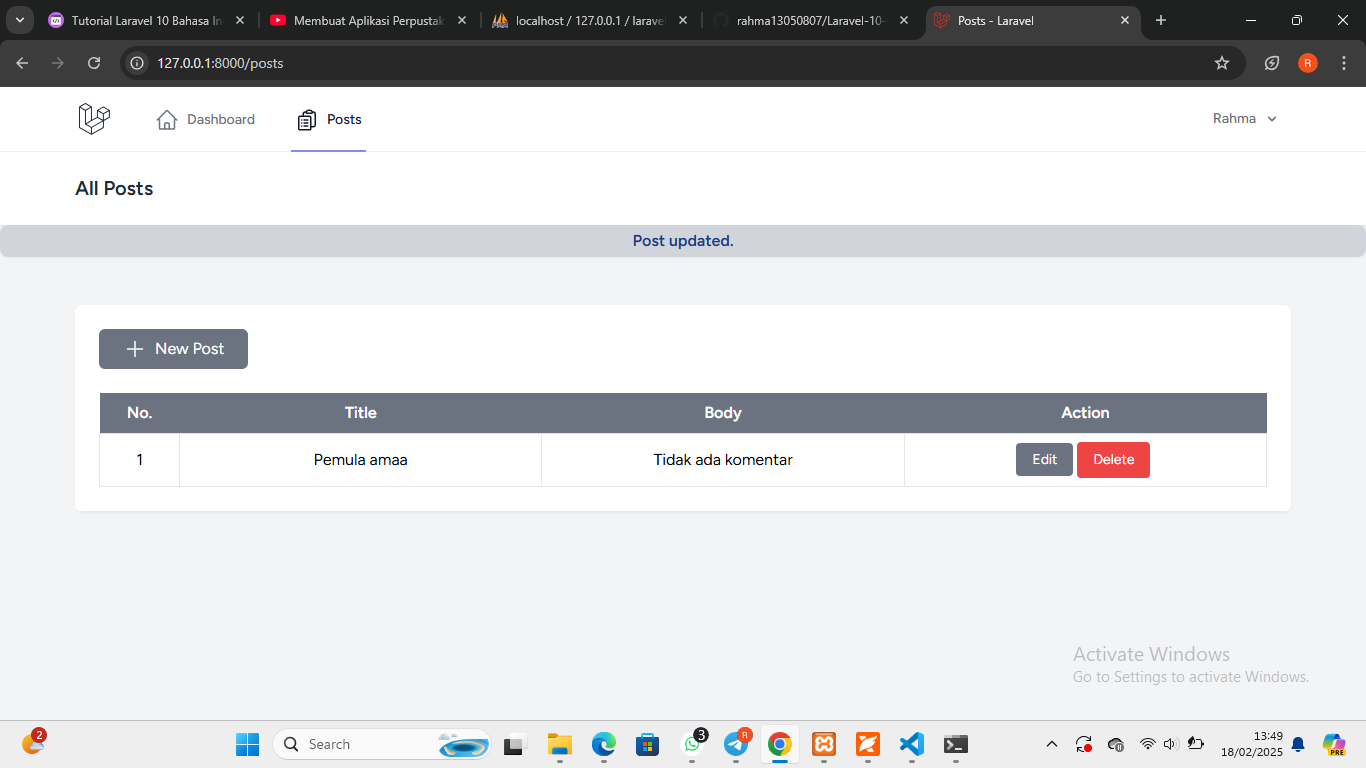 Tutorial Laravel 10 Bahasa In
Membuat Aplikasi Perpustak
localhost / 127.0.0.1 / larave
rahma13050807/Laravel-10-
Posts - Laravel
127.0.0.1:8000/posts
R
Dashboard
Posts
Rahma
All Posts
Post updated.
New Post
No. Title Body Action
1 Pemula amaa Tidak ada komentar Edit Delete
Activate Windows
Go to Settings to activate Windows.
2
Search
3
R
13:49
18/02/2025
PRE